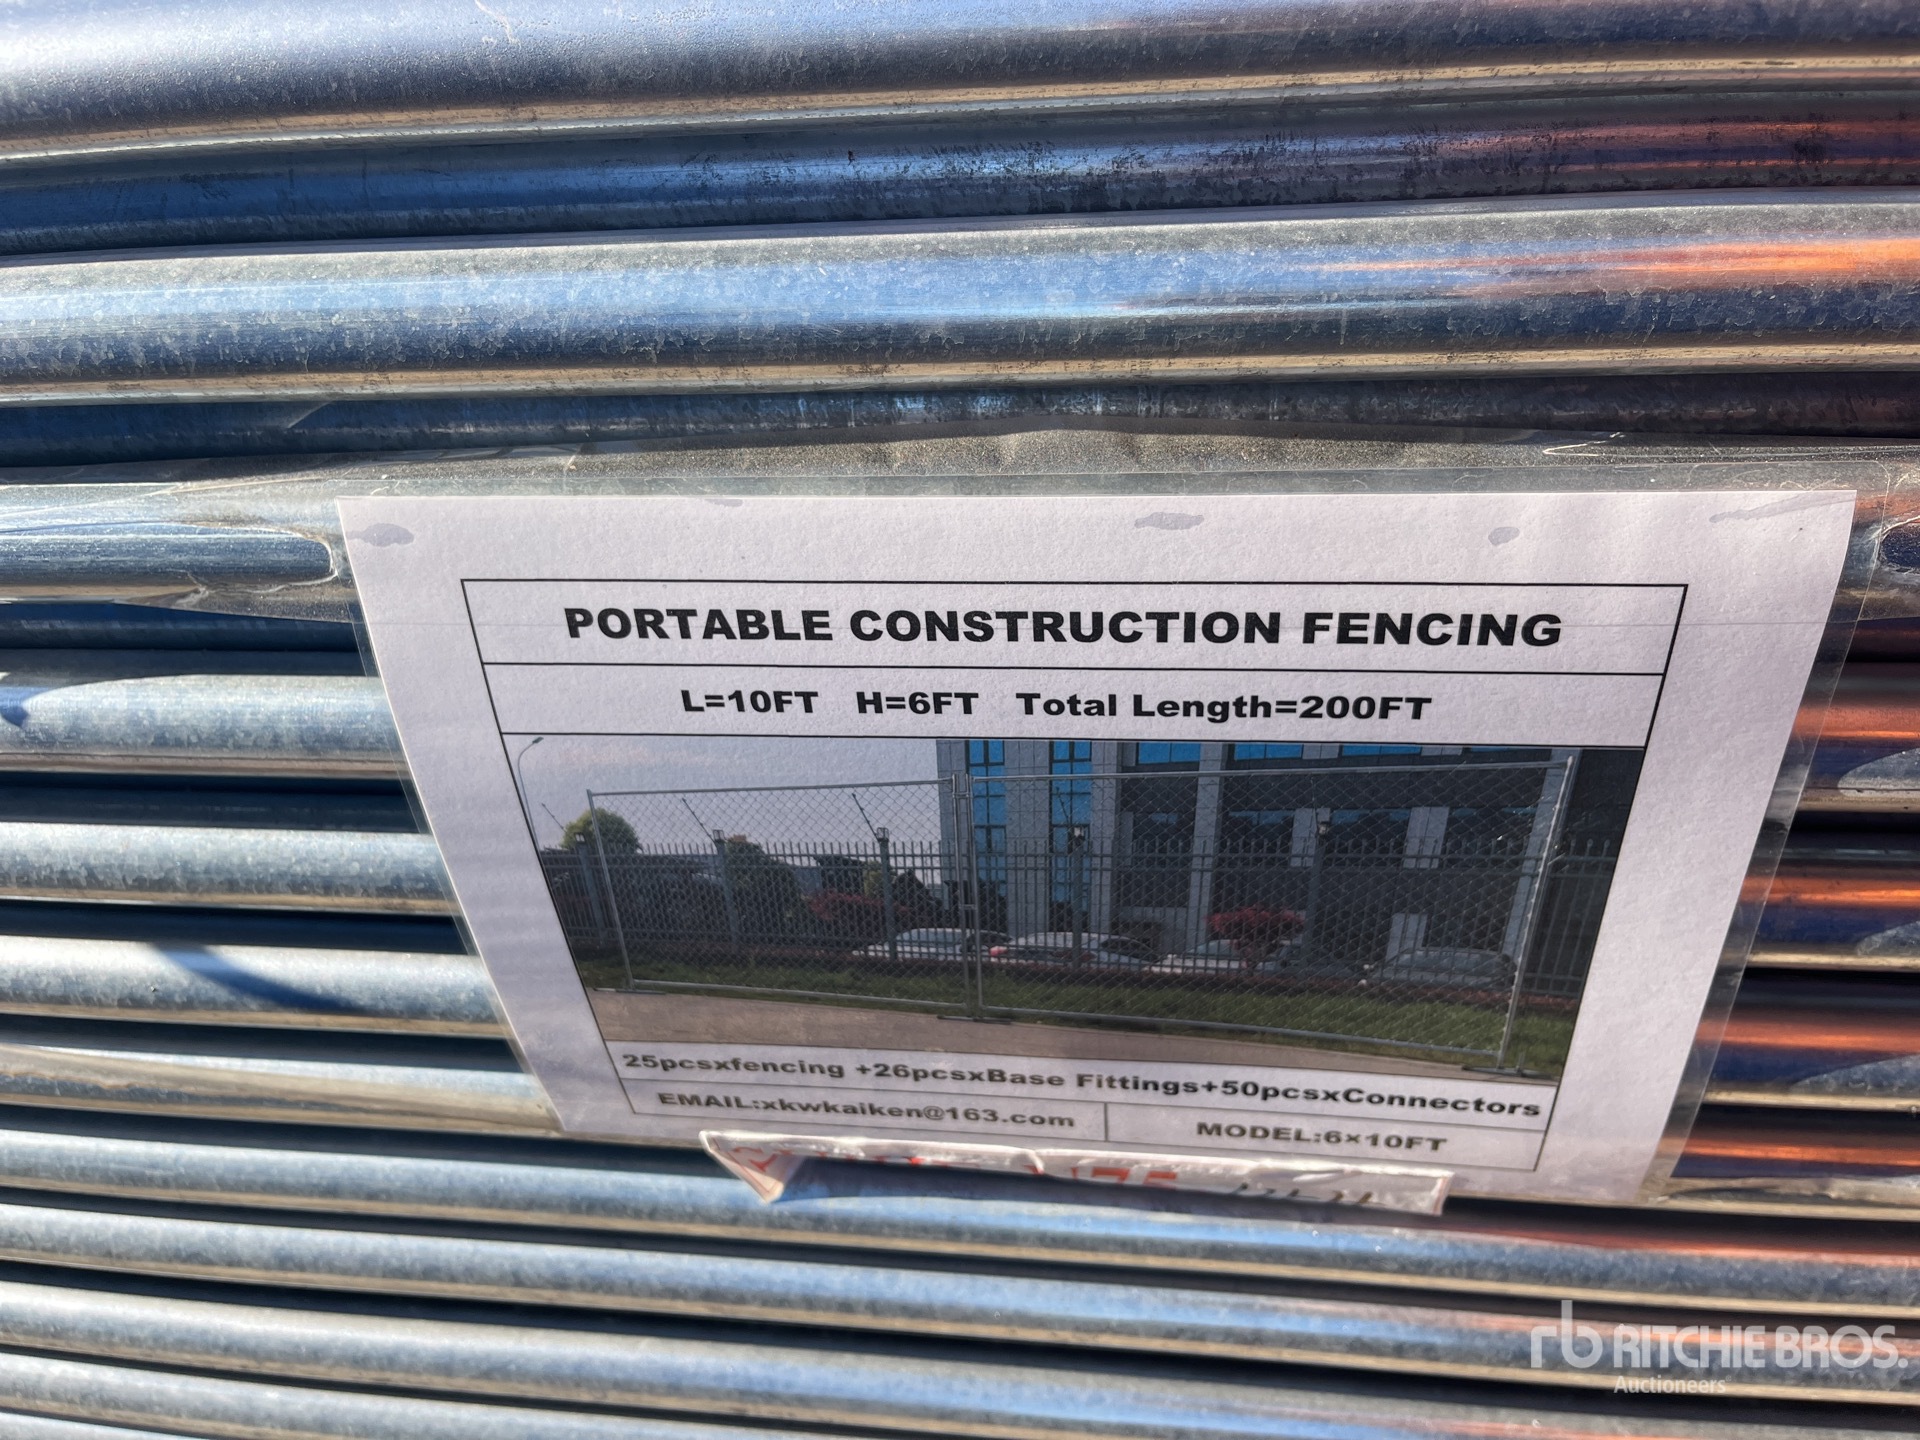 PORTABLE CONSTRUCTION FENCING
L=10FT H=6FT Total Length=200FT
25pcsxfencing +26pcsxBase Fittings+50pcsxConnectors
EMAIL:xkwkaiken@163.com
MODEL:6×10FT
rb RITCHIE BROS.
Auctioneers